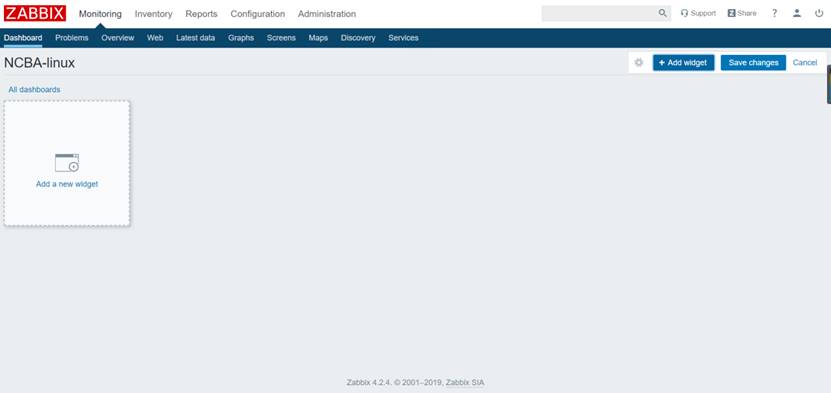 ZABBIX Monitoring Inventory Reports Configuration Administration Support Z Share ?
Dashboard Problems Overview Web Latest data Graphs Screens Maps Discovery Services
NCBA-linux + Add widget Save changes Cancel
All dashboards
Add a new widget
Zabbix 4.2.4. © 2001–2019, Zabbix SIA